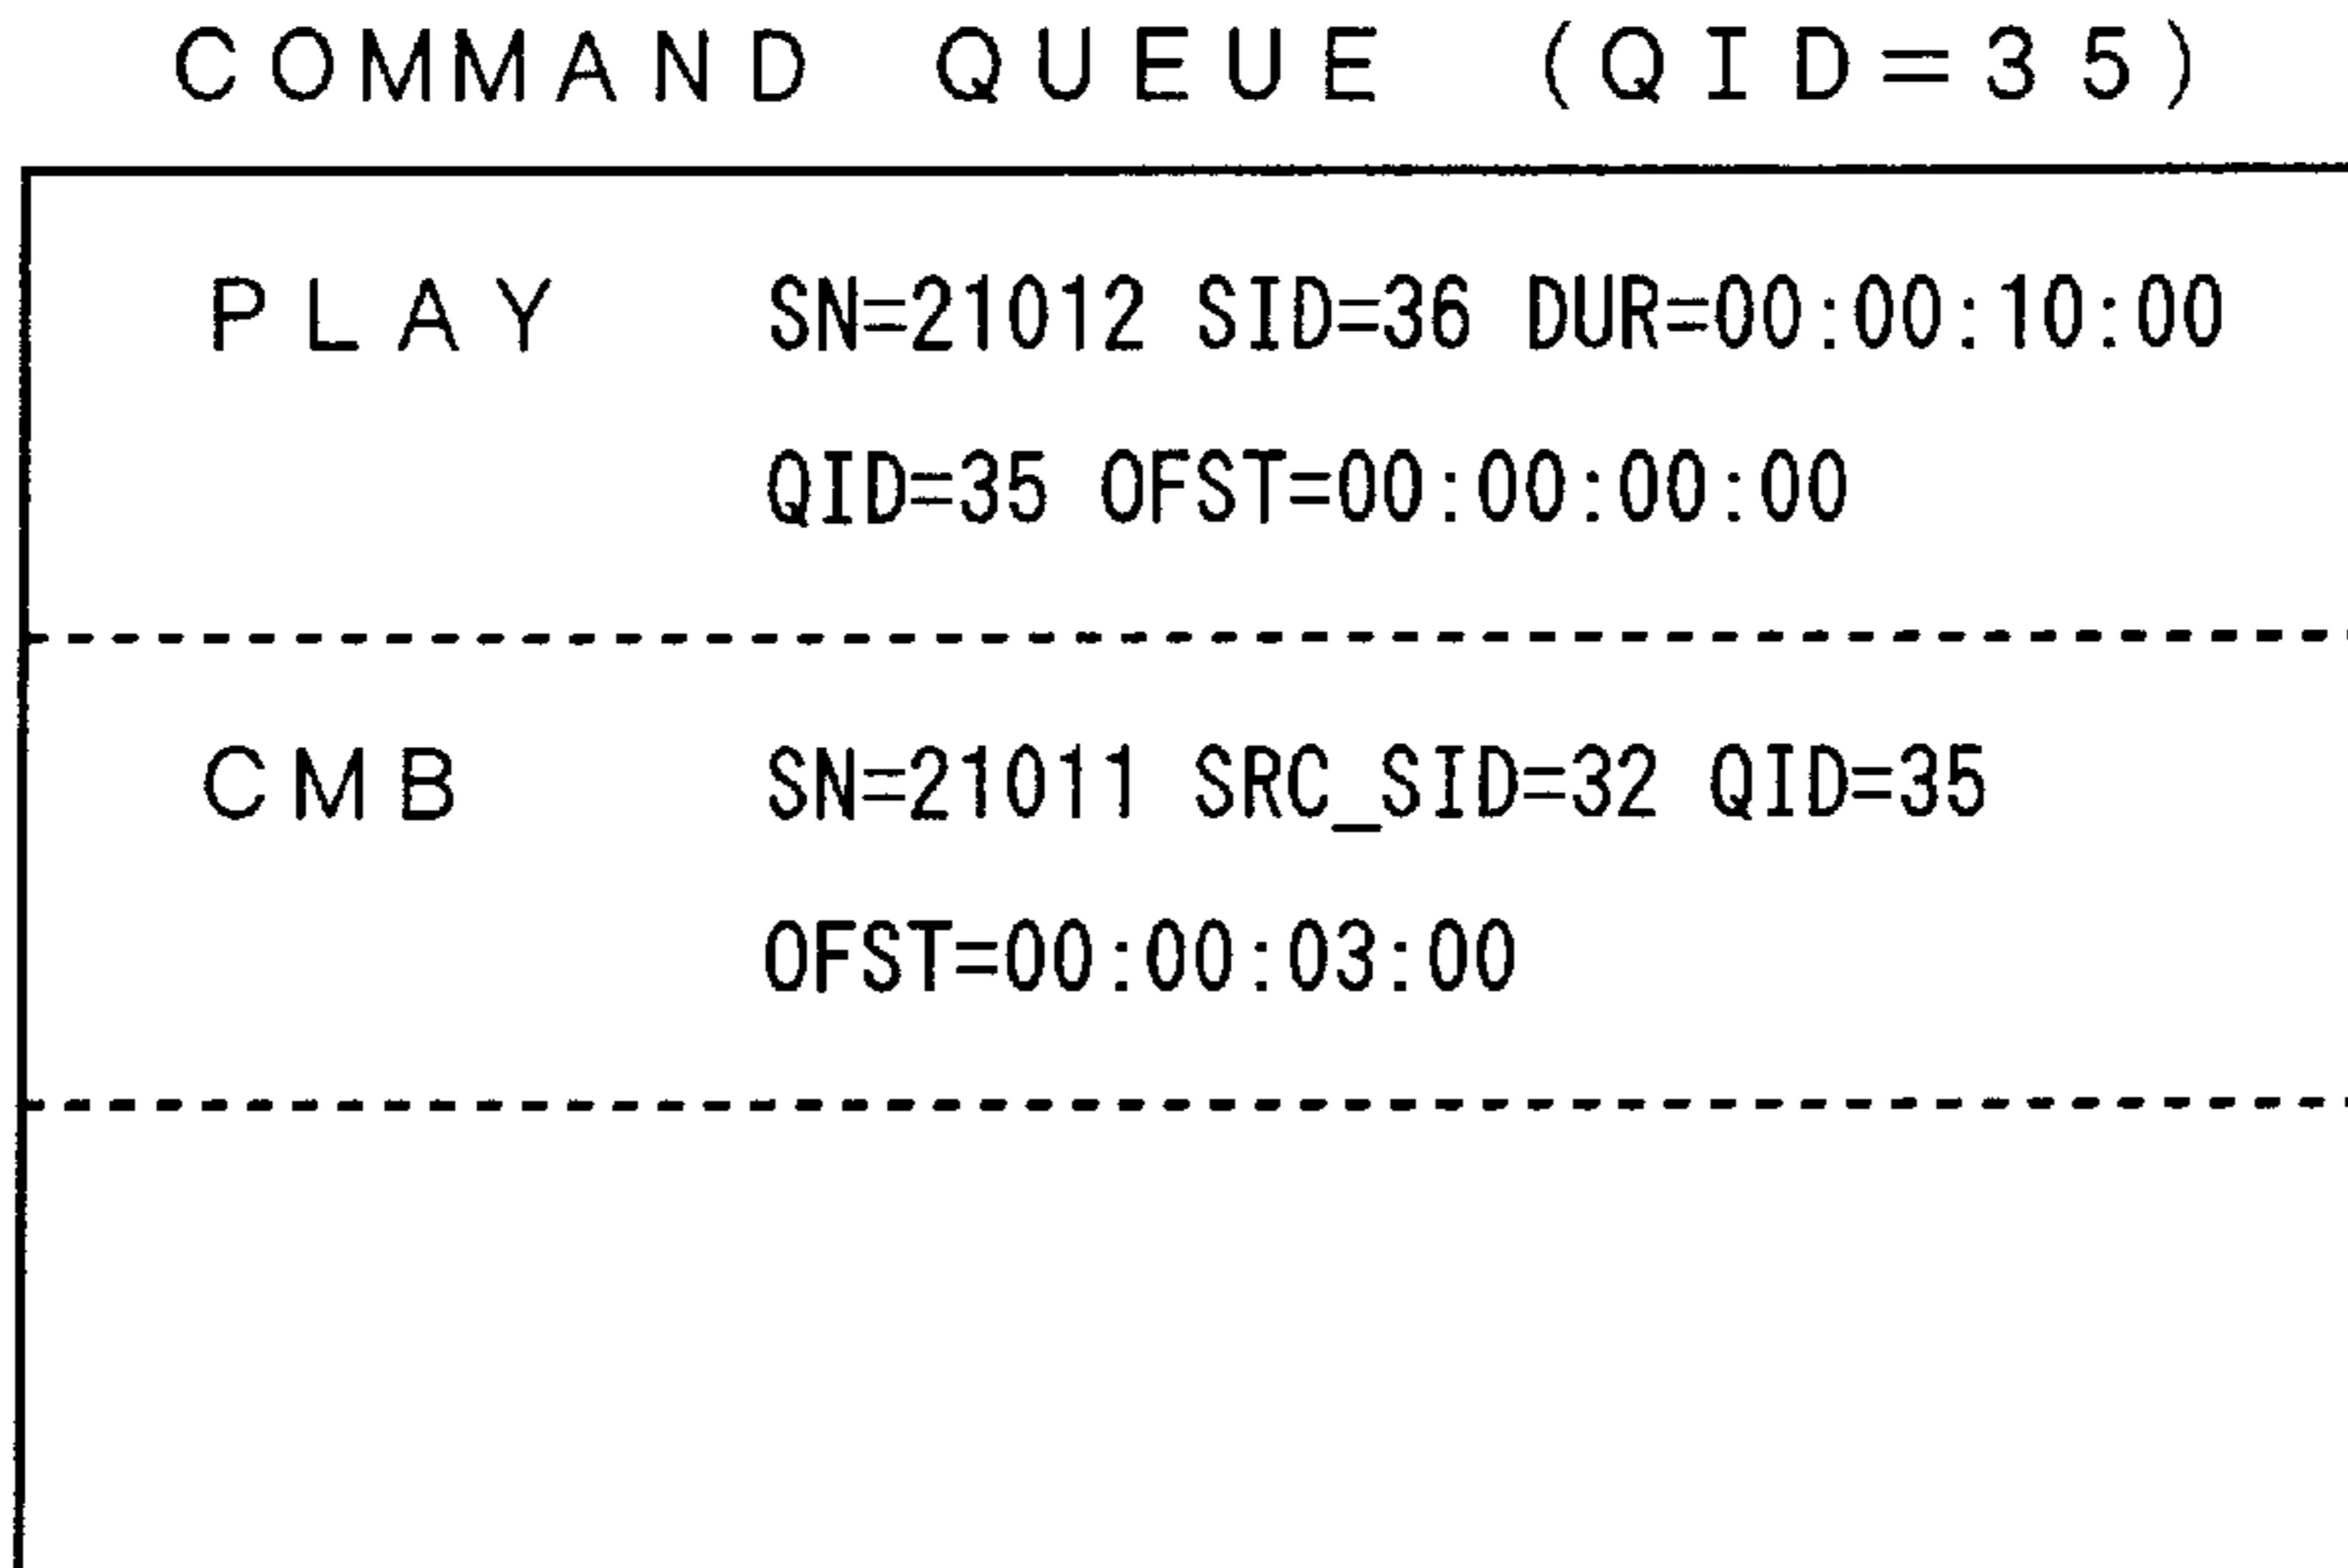 COMMAND QUEUE (QID=35)
PLAY SN=21012 SID=36 DUR=00:00:10:00
QID=35 OFST=00:00:00:00
CMB SN=21011 SRC_SID=32 QID=35
OFST=00:00:03:00